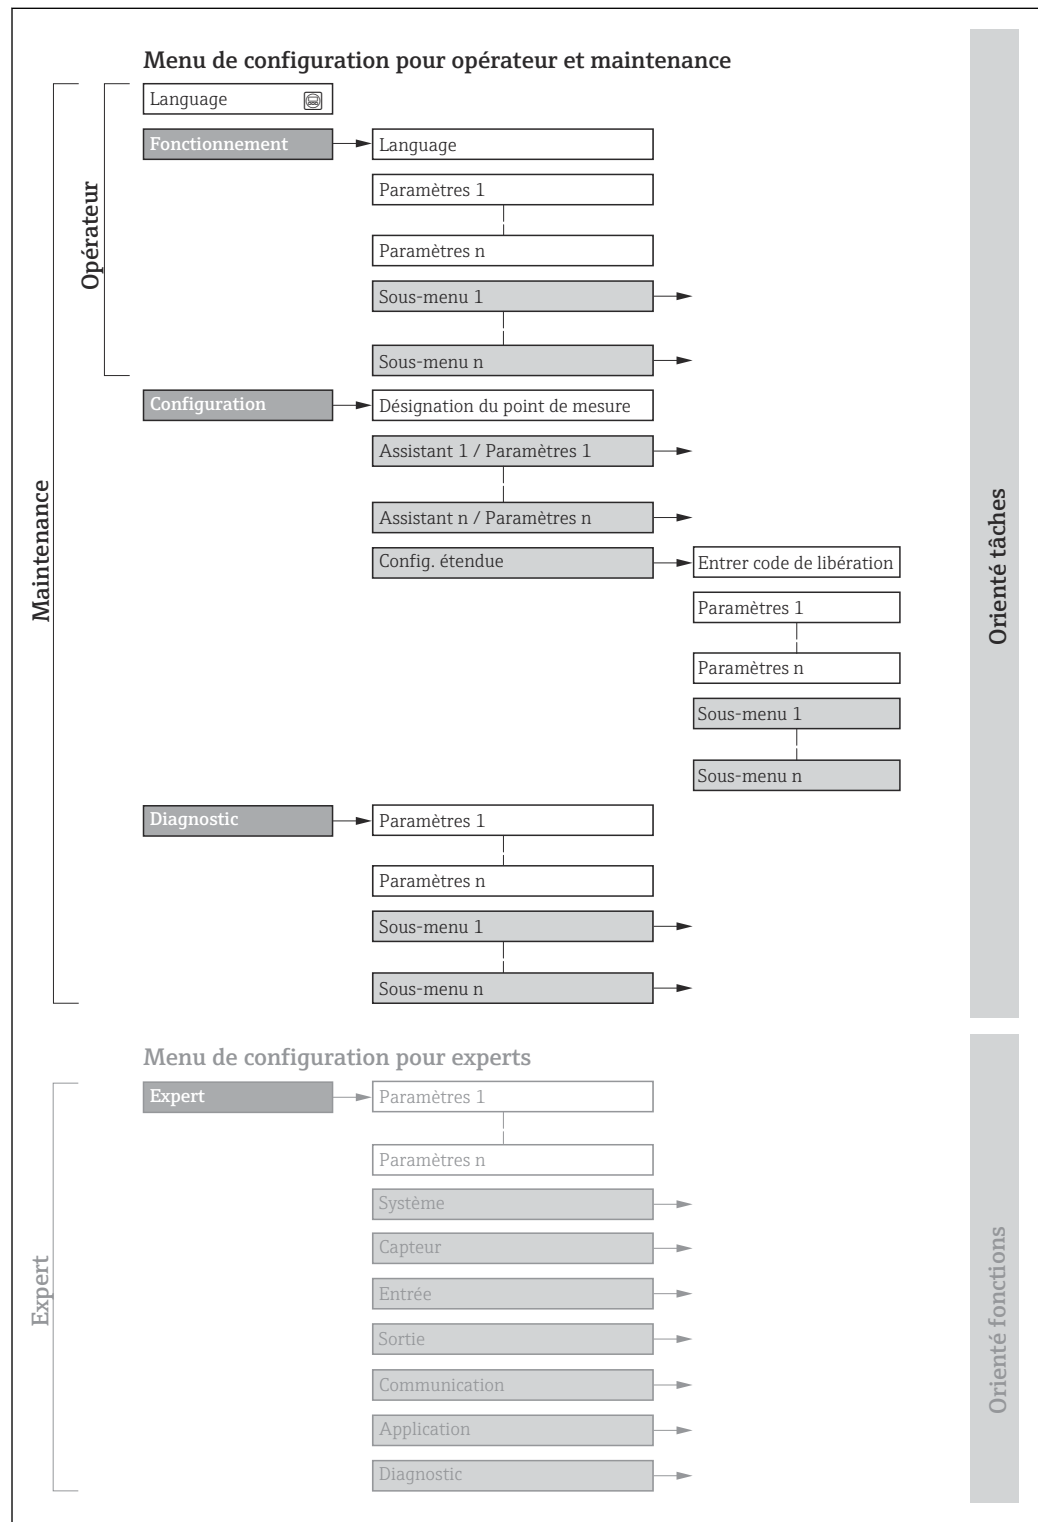 Menu de configuration pour opérateur et maintenance
Language
Fonctionnement
Language
Paramètres 1
Paramètres n
Sous-menu 1
Sous-menu n
Opérateur
Configuration
Désignation du point de mesure
Assistant 1 / Paramètres 1
Assistant n / Paramètres n
Config. étendue
Entrer code de libération
Paramètres 1
Paramètres n
Sous-menu 1
Sous-menu n
Maintenance
Orienté tâches
Diagnostic
Paramètres 1
Paramètres n
Sous-menu 1
Sous-menu n
Menu de configuration pour experts
Expert
Paramètres 1
Paramètres n
Système
Capteur
Entrée
Sortie
Communication
Application
Diagnostic
Expert
Orienté fonctions